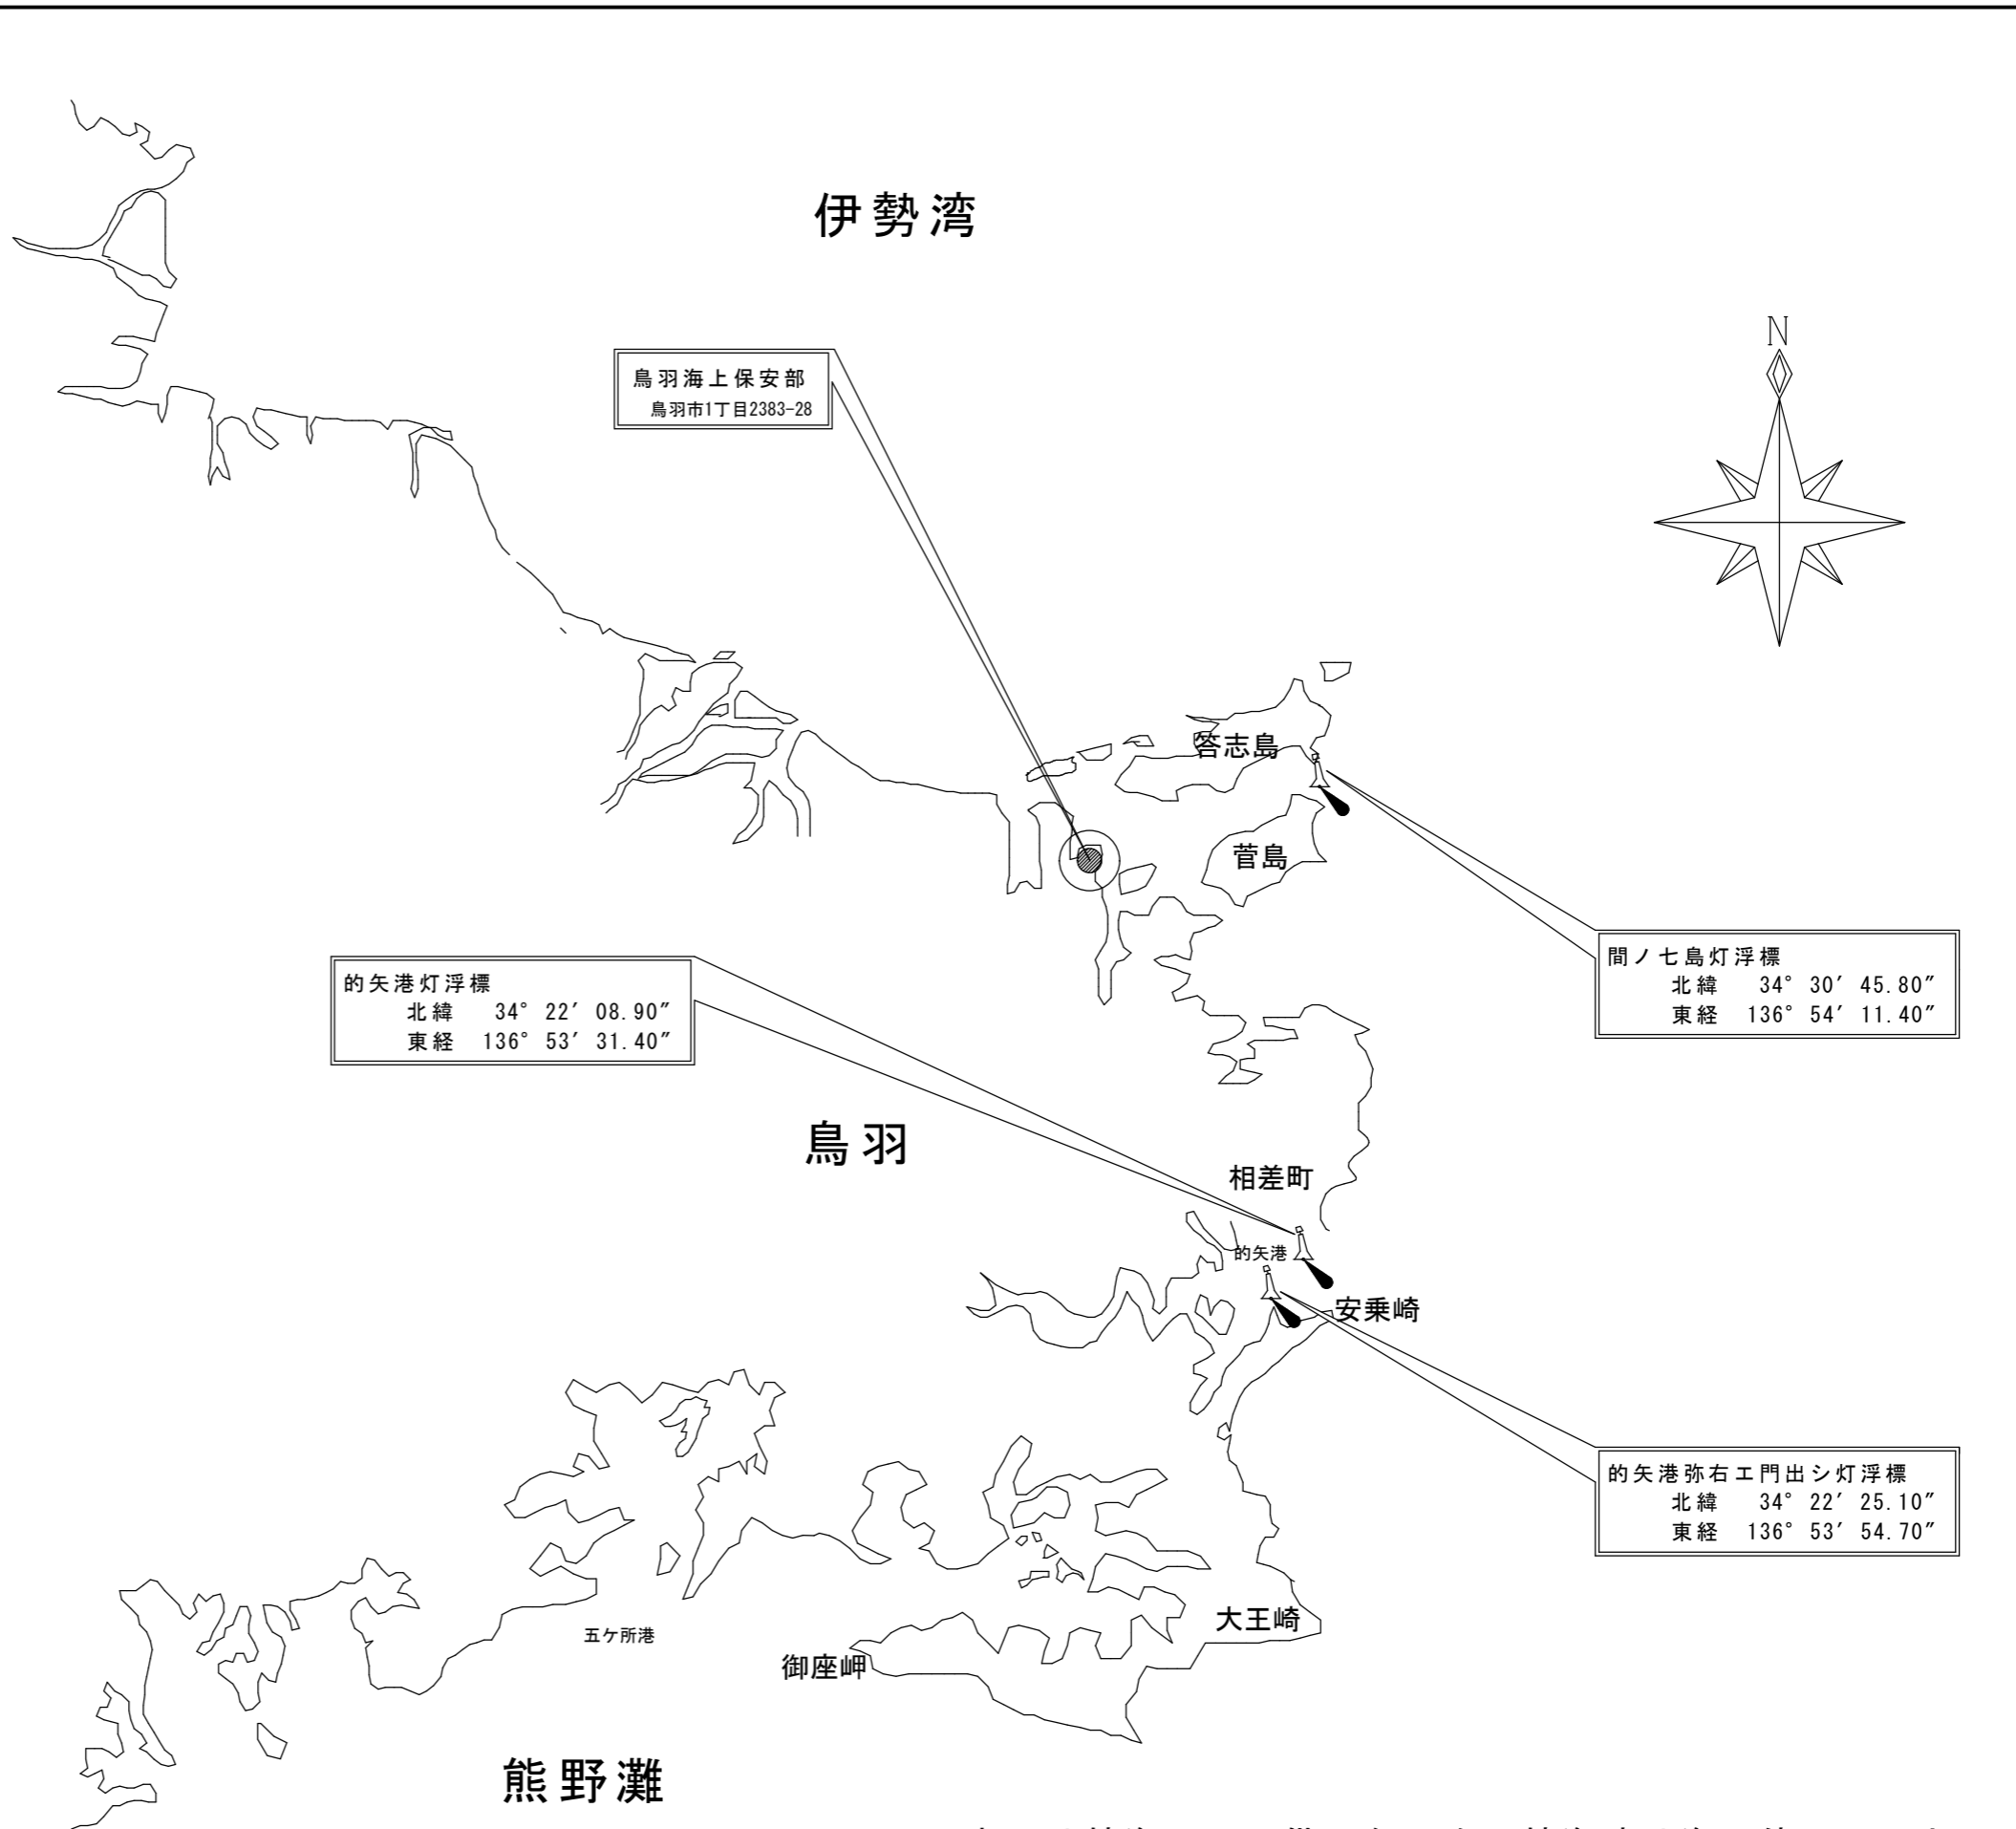 伊勢湾
N
鳥羽海上保安部
鳥羽市1丁目2383-28
答志島
菅島
間ノ七島灯浮標
北緯 34° 30′ 45.80″
東経 136° 54′ 11.40″
的矢港灯浮標
北緯 34° 22′ 08.90″
東経 136° 53′ 31.40″
鳥羽
相差町
的矢港
安乗崎
的矢港弥右エ門出シ灯浮標
北緯 34° 22′ 25.10″
東経 136° 53′ 54.70″
大王崎
五ケ所港
御座岬
熊野灘